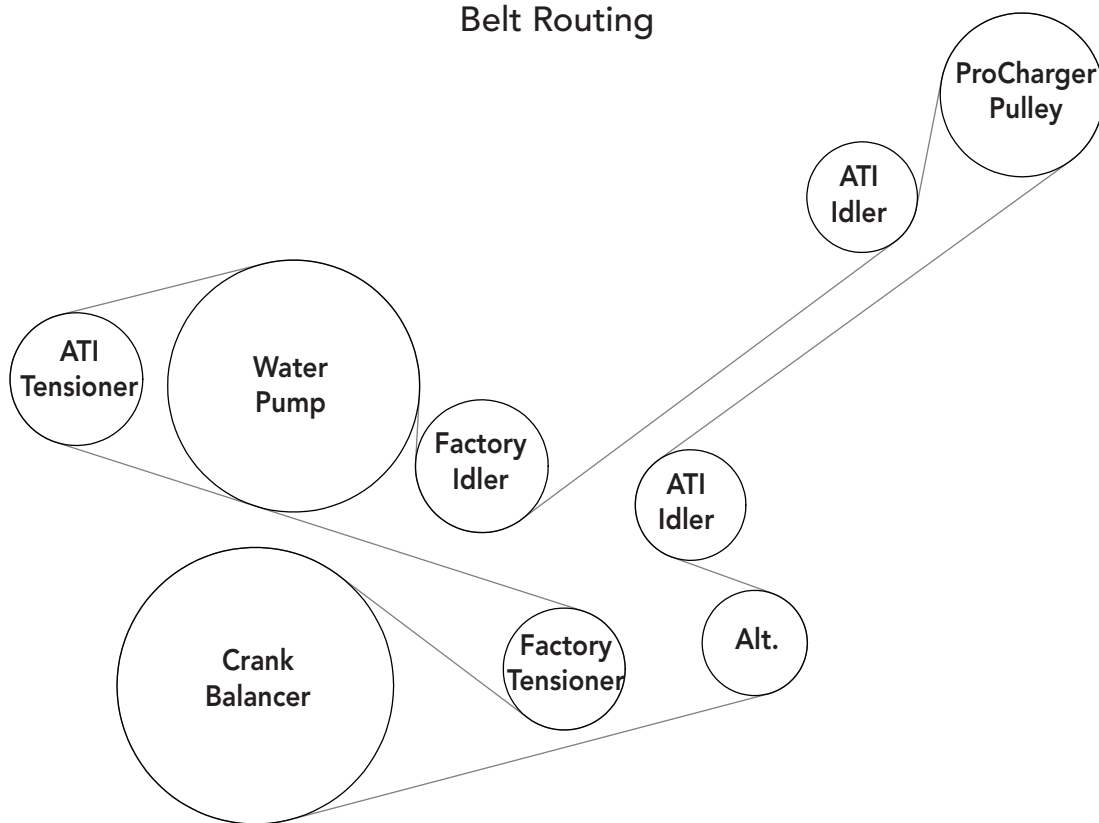 Belt Routing
ProCharger
Pulley
ATI
Idler
ATI
Tensioner
Water
Pump
Factory
Idler
ATI
Idler
Alt.
Factory
Tensioner
Crank
Balancer